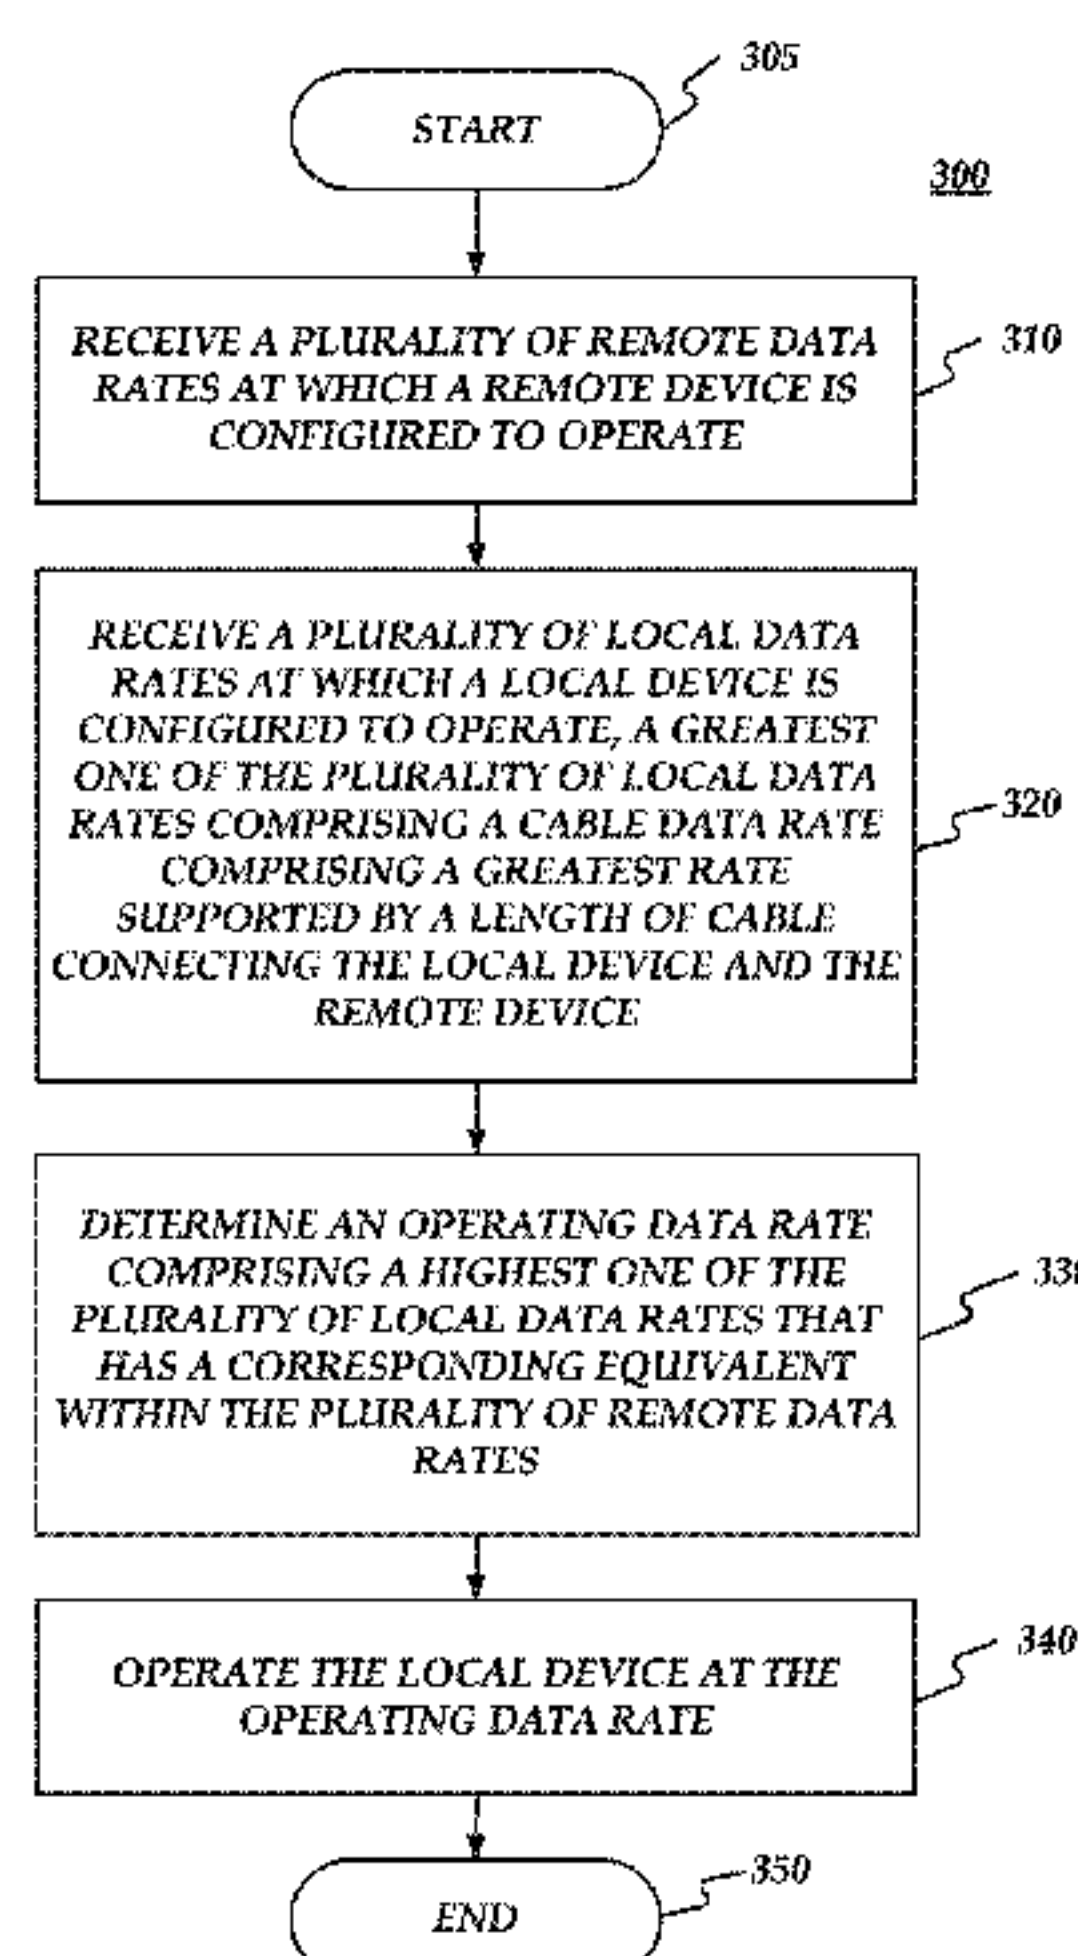 305
START
300
RECEIVE A PLURALITY OF REMOTE DATA
RATES AT WHICH A REMOTE DEVICE IS
CONFIGURED TO OPERATE
310
RECEIVE A PLURALITY OF LOCAL DATA
RATES AT WHICH A LOCAL DEVICE IS
CONFIGURED TO OPERATE, A GREATEST
ONE OF THE PLURALITY OF LOCAL DATA
RATES COMPRISING A CABLE DATA RATE
COMPRISING A GREATEST RATE
SUPPORTED BY A LENGTH OF CABLE
CONNECTING THE LOCAL DEVICE AND THE
REMOTE DEVICE
320
DETERMINE AN OPERATING DATA RATE
COMPRISING A HIGHEST ONE OF THE
PLURALITY OF LOCAL DATA RATES THAT
HAS A CORRESPONDING EQUIVALENT
WITHIN THE PLURALITY OF REMOTE DATA
RATES
330
OPERATE THE LOCAL DEVICE AT THE
OPERATING DATA RATE
340
350
END